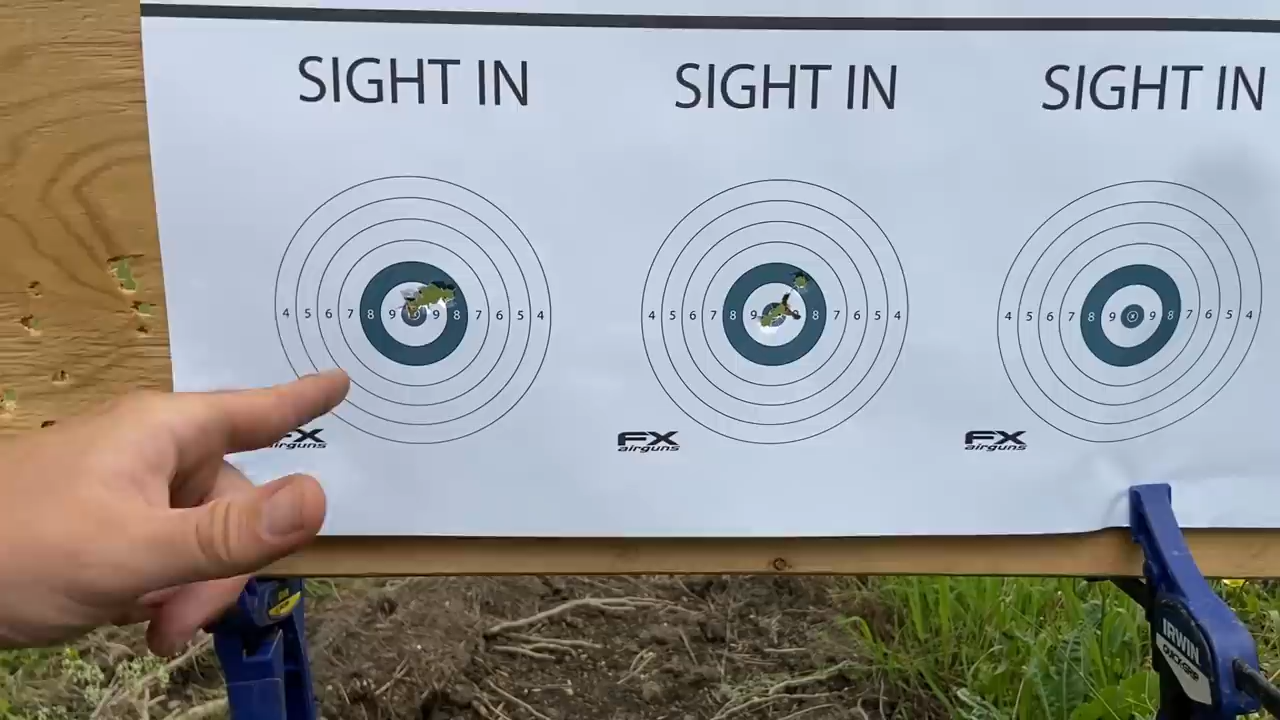 SIGHT IN
SIGHT IN
SIGHT IN
4 5 6 7 8 9 9 8 7 6 5 4
4 5 6 7 8 9 8 7 6 5 4
4 5 6 7 8 9 X 9 8 7 6 5 4
FX
airguns
FX
airguns
FX
airguns
IRWIN
QUICK-GRIP